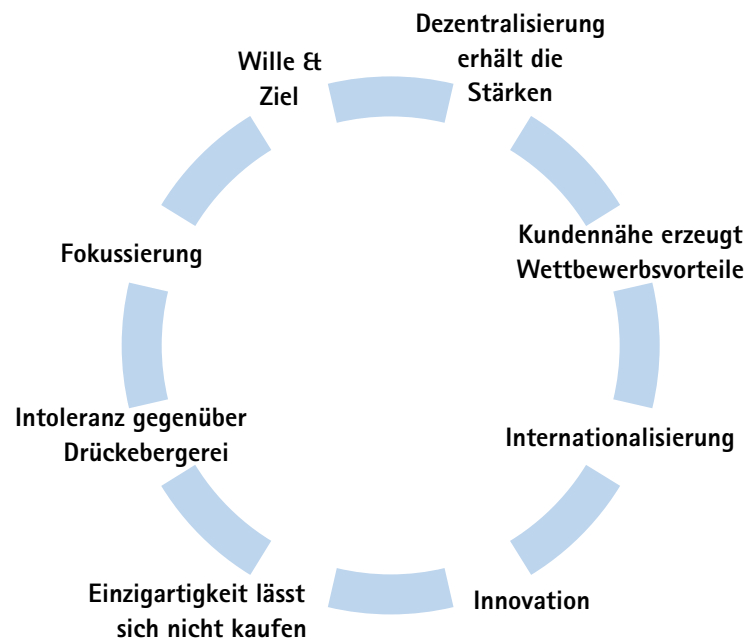 Wille &
Ziel
Dezentralisierung
erhält die
Stärken
Kundennähe erzeugt
Wettbewerbsvorteile
Internationalisierung
Innovation
Einzigartigkeit lässt
sich nicht kaufen
Intoleranz gegenüber
Drückebergerei
Fokussierung